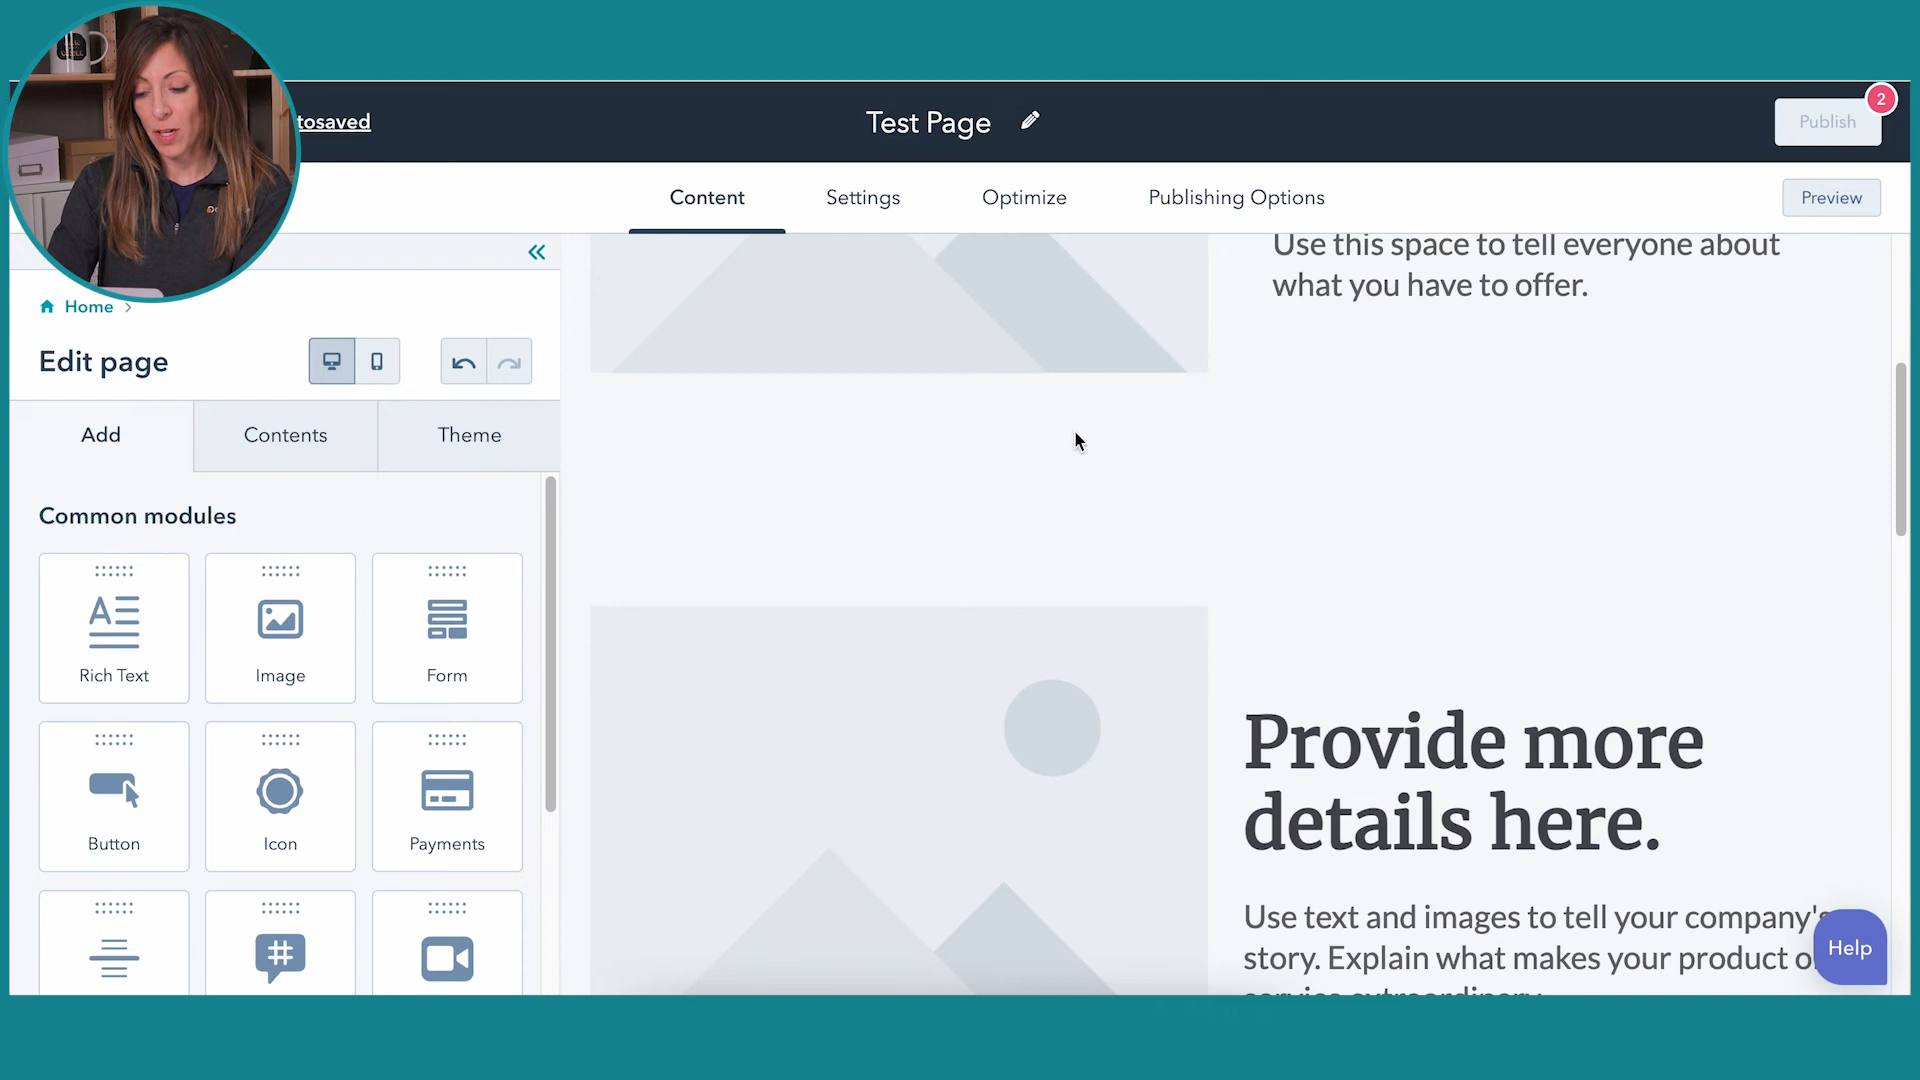 tosaved
Test Page
Publish
2
Content
Settings
Optimize
Publishing Options
Preview
Home
Edit page
Add
Contents
Theme
Common modules
Rich Text
Image
Form
Button
Icon
Payments
#
Use this space to tell everyone about
what you have to offer.
Provide more
details here.
Use text and images to tell your company's
story. Explain what makes your product o
service extraordinary.
Help